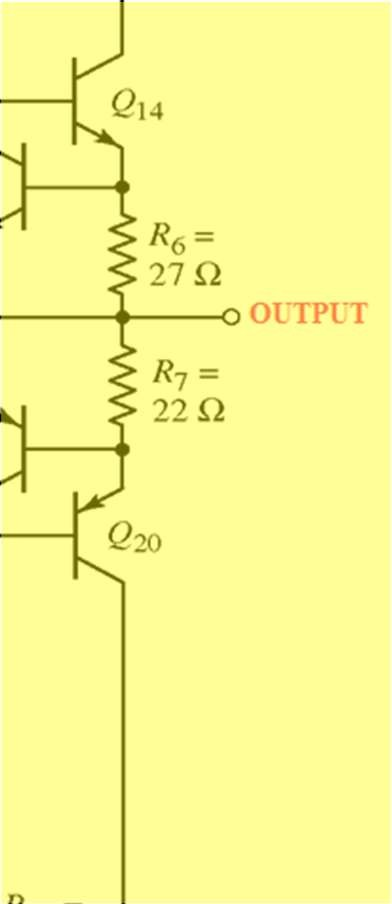 Q14
R6 =
27 Ω
OUTPUT
R7 =
22 Ω
Q20